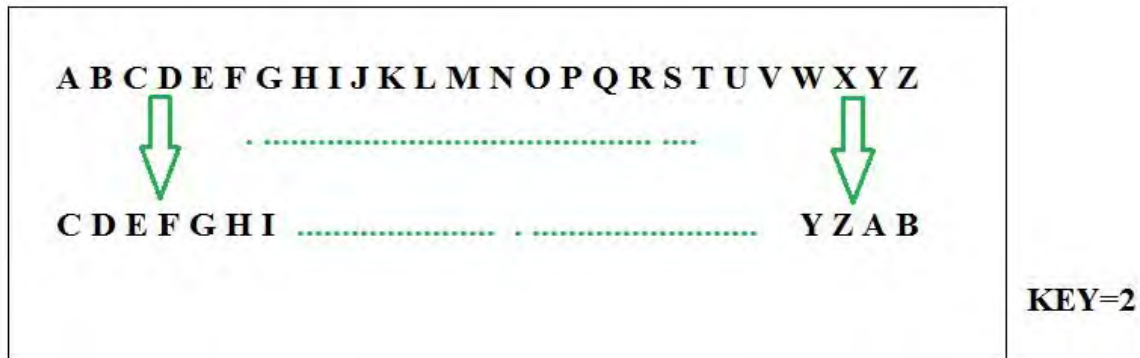 A B C D E F G H I J K L M N O P Q R S T U V W X Y Z
. ............................................ ....
C D E F G H I ...................... . ......................... Y Z A B
KEY=2